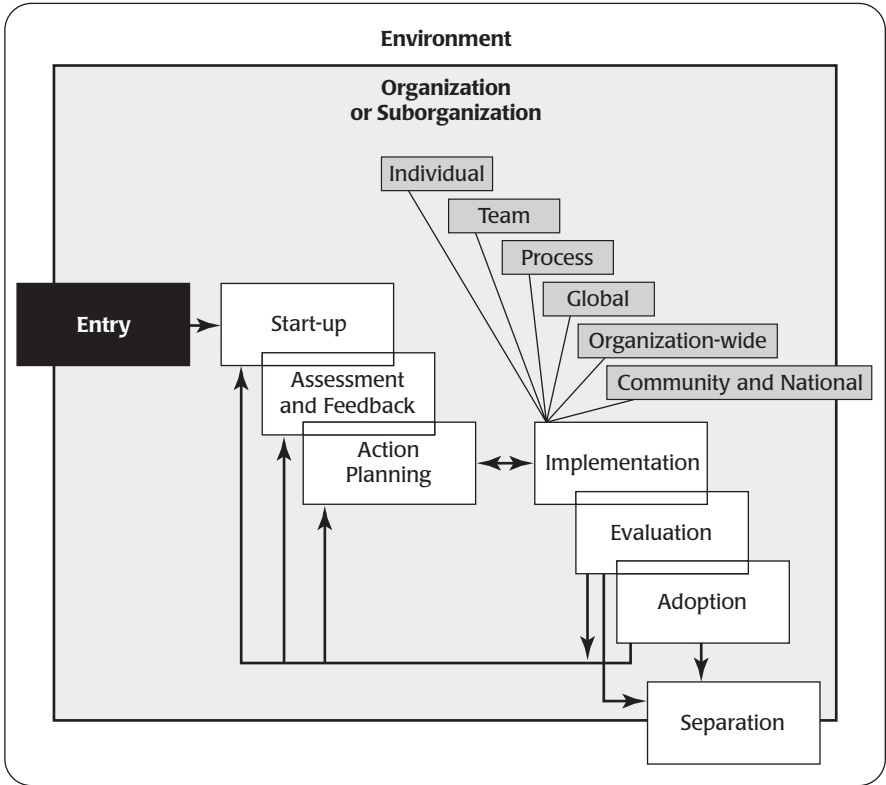 Environment
Organization
or Suborganization
Individual
Team
Process
Global
Organization-wide
Community and National
Entry
Start-up
Assessment
and Feedback
Action
Planning
Implementation
Evaluation
Adoption
Separation